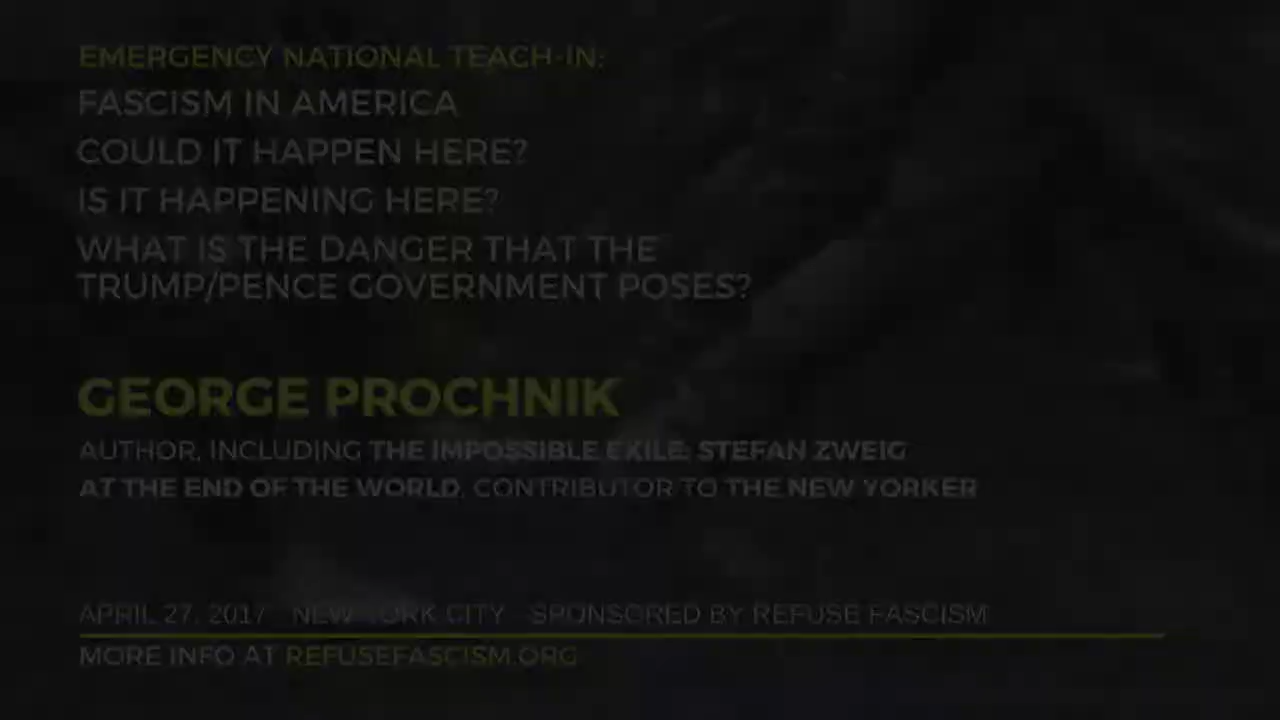 EMERGENCY NATIONAL TEACH-IN:
FASCISM IN AMERICA
COULD IT HAPPEN HERE?
IS IT HAPPENING HERE?
WHAT IS THE DANGER THAT THE
TRUMP/PENCE GOVERNMENT POSES?
GEORGE PROCHNIK
AUTHOR, INCLUDING THE IMPOSSIBLE EXILE: STEFAN ZWEIG
AT THE END OF THE WORLD, CONTRIBUTOR TO THE NEW YORKER
APRIL 27, 2017 NEW YORK CITY SPONSORED BY REFUSE FASCISM
MORE INFO AT REFUSEFASCISM.ORG